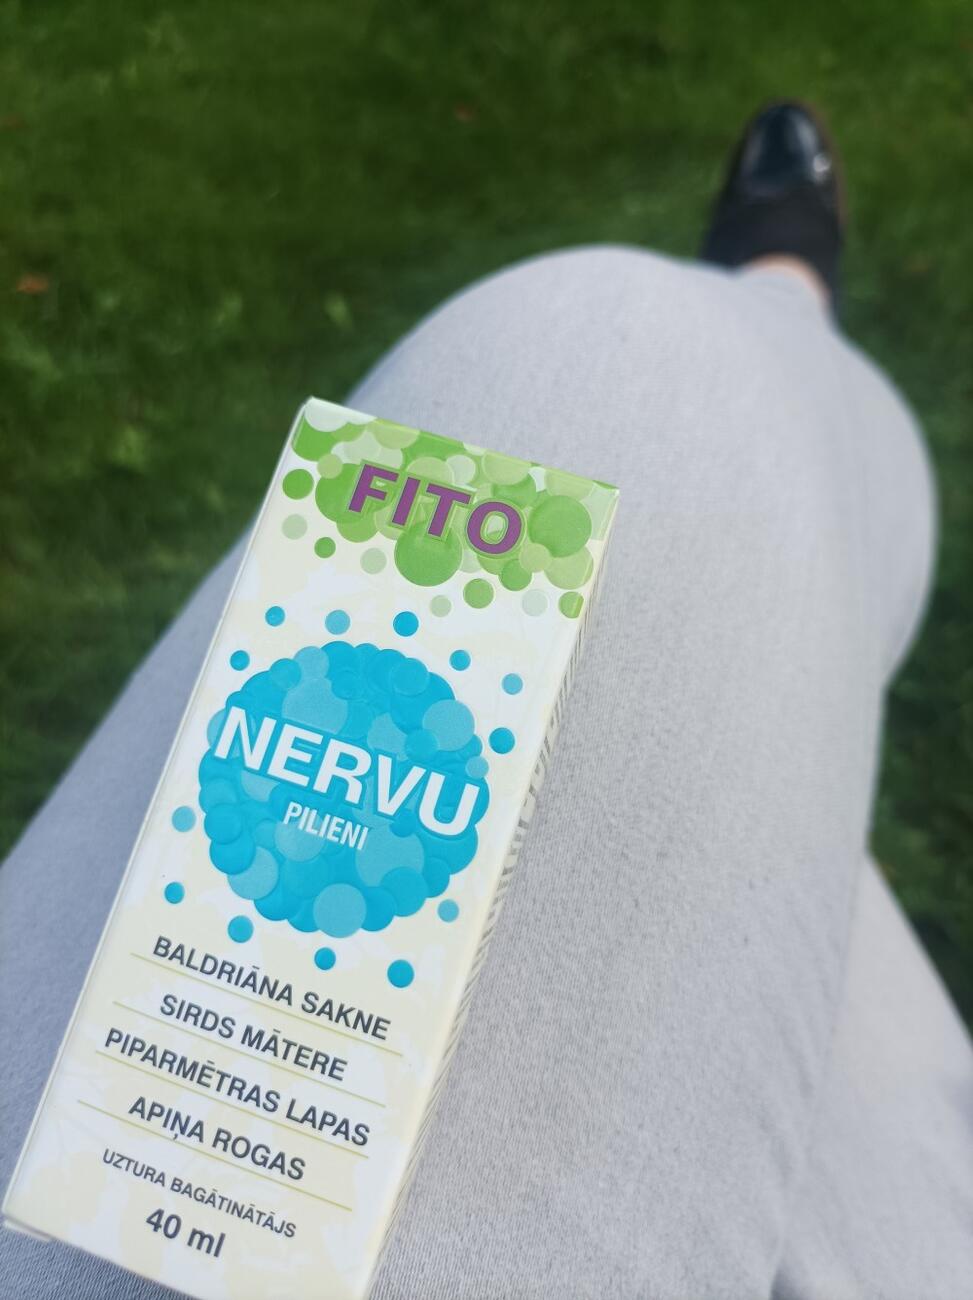 FITO
NERVU
PILIENI
BALDRIĀNA SAKNE
SIRDS MĀTERE
PIPARMĒTRAS LAPAS
APIŅA ROGAS
UZTURA BAGĀTINĀTĀJS
40 ml